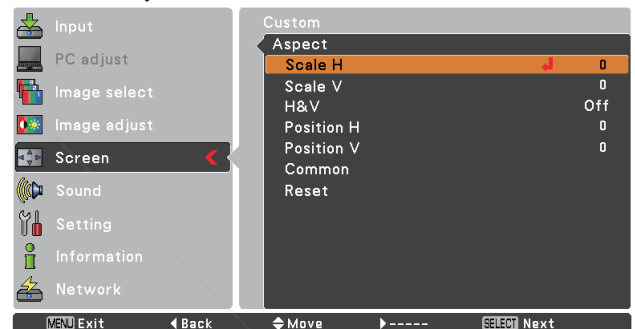 Input
PC adjust
Image select
Image adjust
Screen
Sound
Setting
Information
Network
Custom
Aspect
Scale H 0
Scale V 0
H&V Off
Position H 0
Position V 0
Common
Reset
MENU Exit ◀Back ◆Move ▶----- SELECT Next